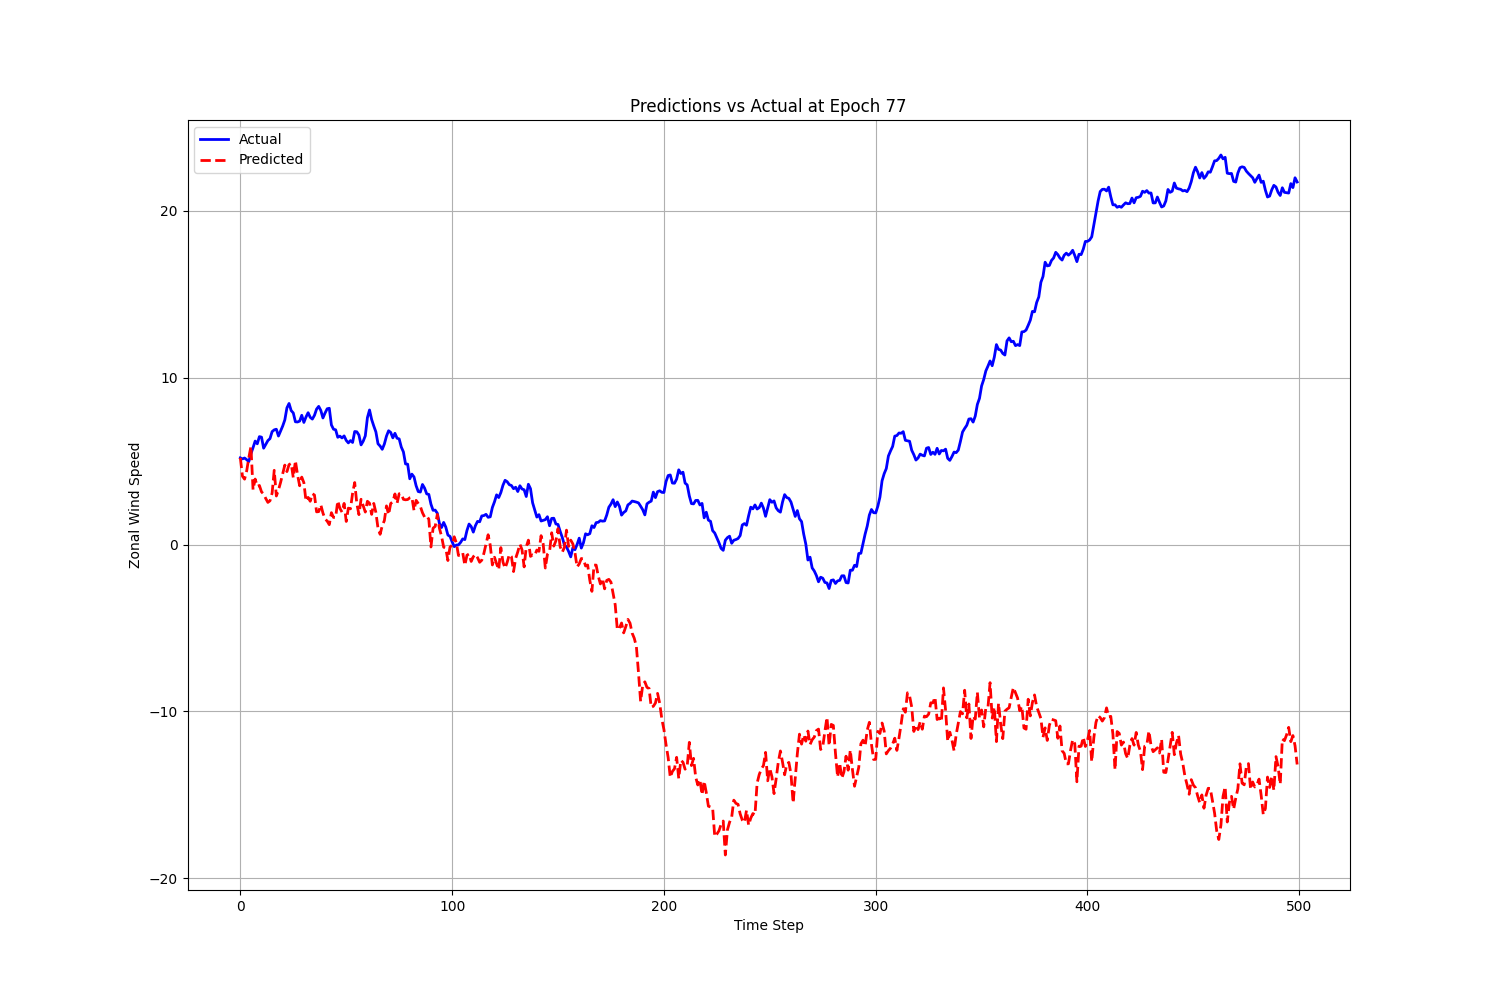 Predictions vs Actual at Epoch 77
Actual
Predicted
Zonal Wind Speed
20
10
0
−10
−20
0
100
200
300
400
500
Time Step